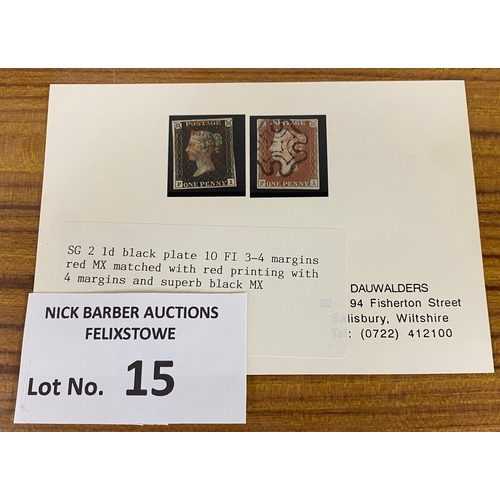 POSTAGE
F I
ONE PENNY
POSTAGE
F I
ONE PENNY
SG 2 1d black plate 10 FI 3-4 margins
red MX matched with red printing with
4 margins and superb black MX
DAUWALDERS
92 - 94 Fisherton Street
Salisbury, Wiltshire
Tel: (0722) 412100
NICK BARBER AUCTIONS
FELIXSTOWE
Lot No. 15